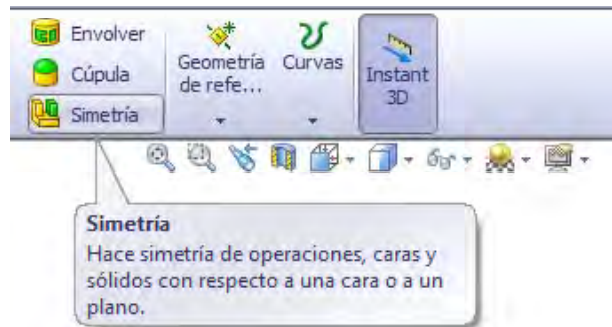 Envolver
Cúpula
Simetría
Geometría
de refe...
Curvas
Instant
3D
Simetría
Hace simetría de operaciones, caras y
sólidos con respecto a una cara o a un
plano.